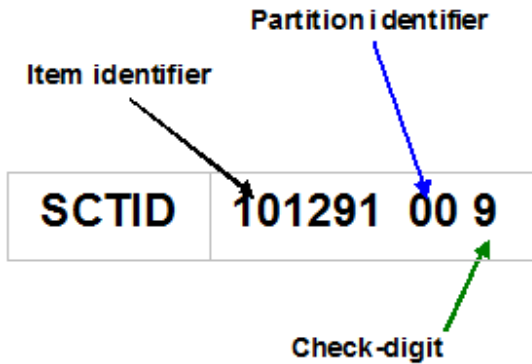 Partition identifier
Item identifier
SCTID 101291 00 9
Check-digit